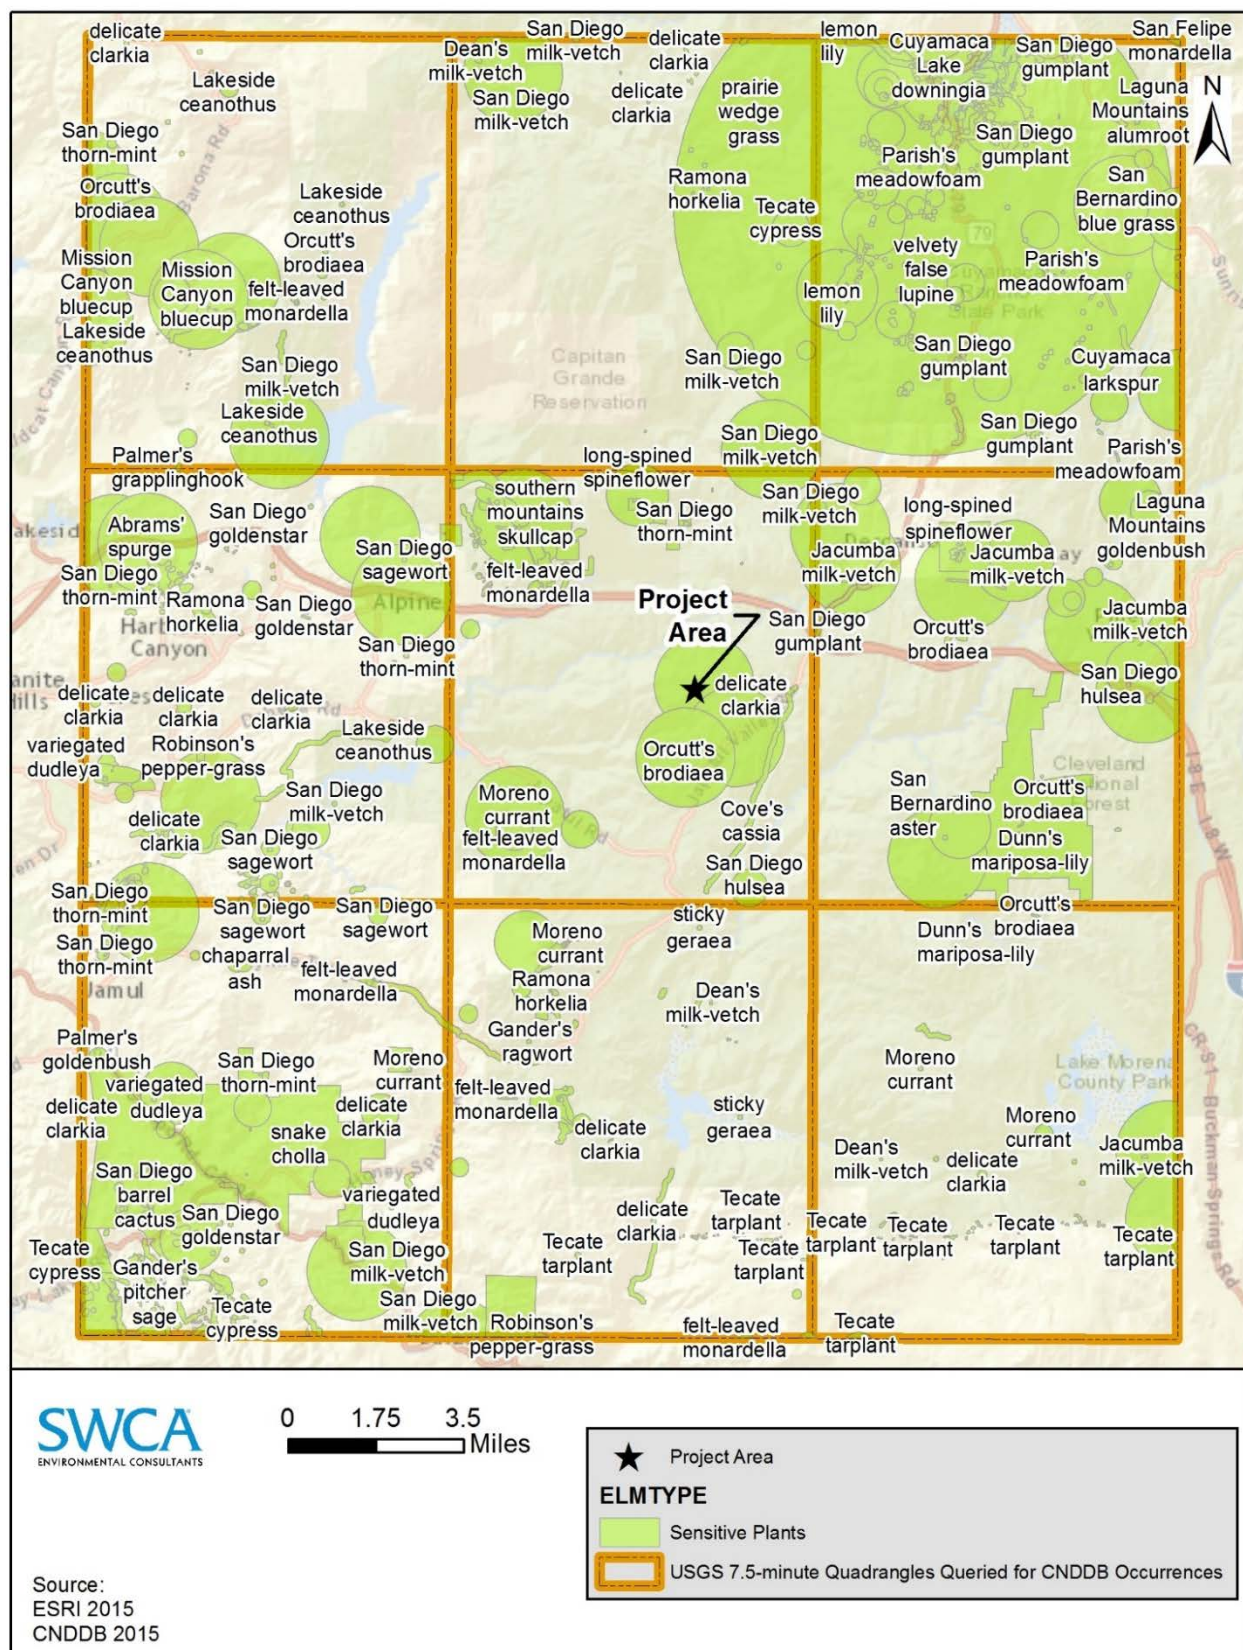 delicate
clarkia
San Diego
milk-vetch
Dean's
milk-vetch
San Diego
milk-vetch
delicate
clarkia
delicate
clarkia
lemon
lily
Cuyamaca
Lake
downingia
San Diego
gumplant
San Felipe
monardella
N
Lakeside
ceanothus
prairie
wedge
grass
Laguna
Mountains
alumroot
San Diego
thorn-mint
Barona Rd
San Diego
gumplant
Parish's
meadowfoam
Orcutt's
brodiaea
Lakeside
ceanothus
Ramona
horkelia
Tecate
cypress
San
Bernardino
blue grass
79
Orcutt's
brodiaea
Mission
Canyon
bluecup
Mission
Canyon
bluecup
felt-leaved
monardella
velvety
false
lupine
Parish's
meadowfoam
State Park
lemon
lily
Lakeside
ceanothus
San Diego
milk-vetch
Capitan
Grande
Reservation
San Diego
milk-vetch
San Diego
gumplant
Cuyamaca
larkspur
Lakeside
ceanothus
San Diego
milk-vetch
San Diego
gumplant
Palmer's
grapplinghook
long-spined
spineflower
Parish's
meadowfoam
Abrams'
spurge
San Diego
goldenstar
southern
mountains
skullcap
San Diego
thorn-mint
San Diego
milk-vetch
long-spined
spineflower
Laguna
Mountains
goldenbush
San Diego
sagewort
Jacumba
milk-vetch
Jacumba
milk-vetch
San Diego
thorn-mint
Ramona
horkelia
San Diego
goldenstar
Alpine
felt-leaved
monardella
Project
Area
San Diego
gumplant
Orcutt's
brodiaea
Jacumba
milk-vetch
Canyon
San Diego
thorn-mint
San Diego
hulsea
delicate
clarkia
delicate
clarkia
delicate
clarkia
delicate
clarkia
variegated
dudleya
Robinson's
pepper-grass
Lakeside
ceanothus
Orcutt's
brodiaea
Cleveland
San Diego
milk-vetch
Moreno
currant
Cove's
cassia
San
Bernardino
aster
Orcutt's
brodiaea
delicate
clarkia
San Diego
sagewort
felt-leaved
monardella
San Diego
hulsea
Dunn's
mariposa-lily
I 8 E I 8 W
San Diego
thorn-mint
San Diego
sagewort
San Diego
sagewort
sticky
geraea
Orcutt's
brodiaea
San Diego
thorn-mint
chaparral
ash
Moreno
currant
Dunn's
mariposa-lily
Jamul
felt-leaved
monardella
Ramona
horkelia
Dean's
milk-vetch
Gander's
ragwort
Palmer's
goldenbush
San Diego
thorn-mint
Moreno
currant
Moreno
currant
Lake Morena
County Park
variegated
dudleya
felt-leaved
monardella
delicate
clarkia
delicate
clarkia
sticky
geraea
Moreno
currant
snake
cholla
delicate
clarkia
Dean's
milk-vetch
delicate
clarkia
Jacumba
milk-vetch
CR-S1 Buckman Springs Rd
San Diego
barrel
cactus
variegated
dudleya
delicate
clarkia
Tecate
tarplant
San Diego
goldenstar
Tecate
tarplant
Tecate
tarplant
Tecate
tarplant
Tecate
tarplant
Tecate
cypress
San Diego
milk-vetch
Tecate
tarplant
Tecate
tarplant
Gander's
pitcher
sage
Tecate
cypress
San Diego
milk-vetch
Robinson's
pepper-grass
felt-leaved
monardella
Tecate
tarplant
SWCA
ENVIRONMENTAL CONSULTANTS
0 1.75 3.5
Miles
Project Area
ELMTYPE
Sensitive Plants
USGS 7.5-minute Quadrangles Queried for CNDDB Occurrences
Source:
ESRI 2015
CNDDB 2015